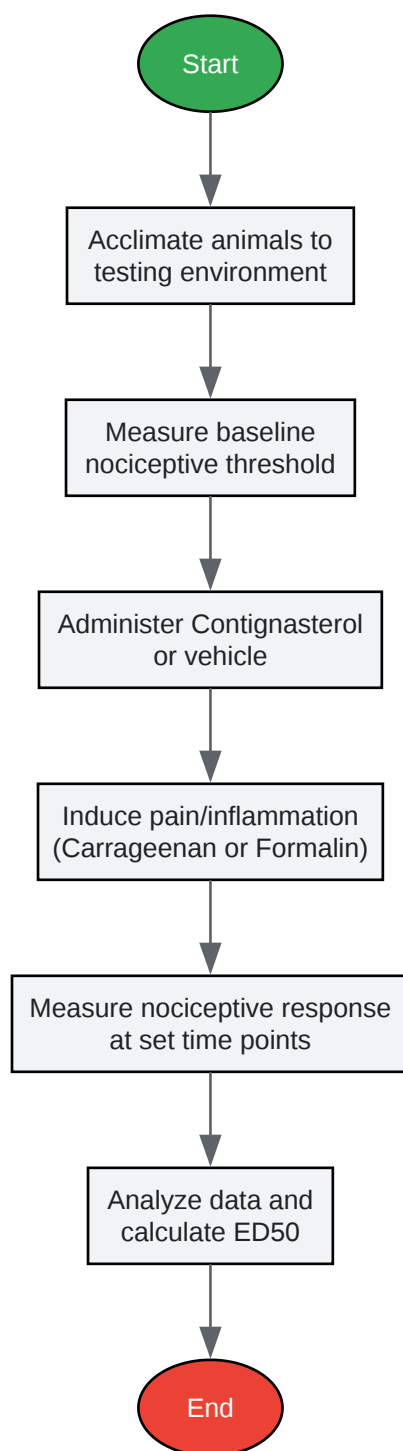 Start
Acclimate animals to
testing environment
Measure baseline
nociceptive threshold
Administer Contignasterol
or vehicle
Induce pain/inflammation
(Carrageenan or Formalin)
Measure nociceptive response
at set time points
Analyze data and
calculate ED50
End